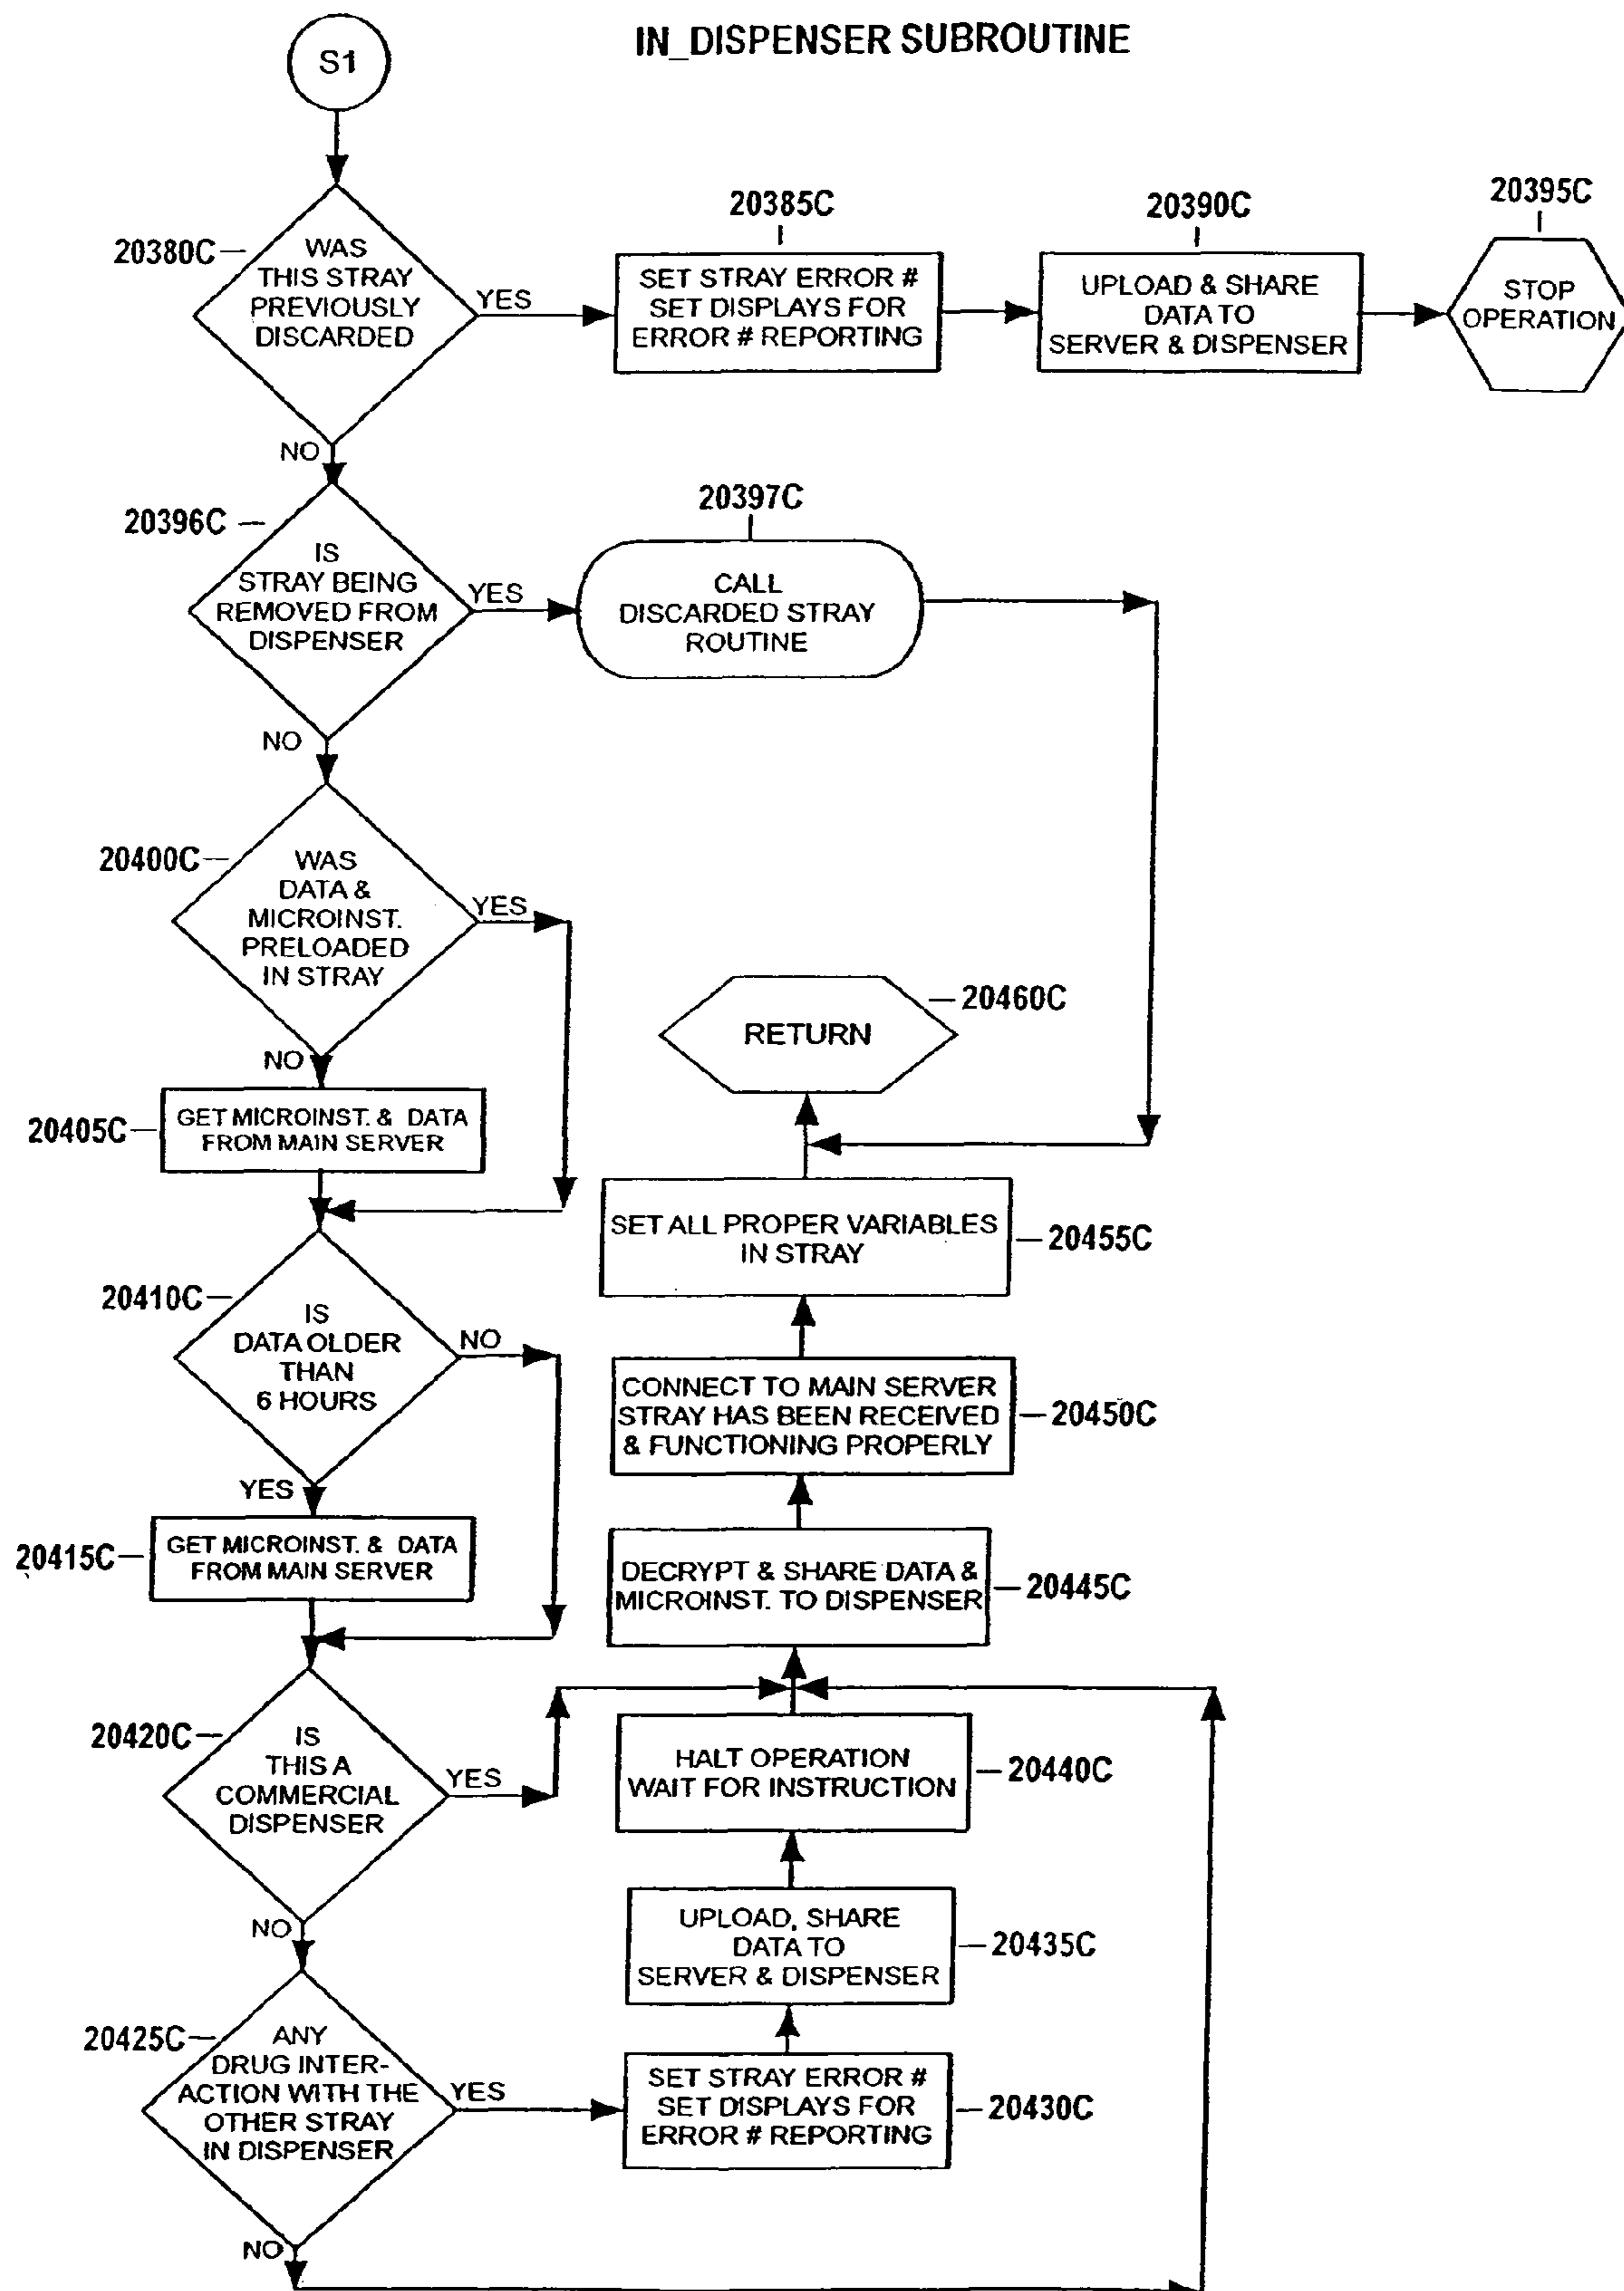 IN_DISPENSER SUBROUTINE
S1
20380C
WAS
THIS STRAY
PREVIOUSLY
DISCARDED
YES
NO
20385C
SET STRAY ERROR #
SET DISPLAYS FOR
ERROR # REPORTING
20390C
UPLOAD & SHARE
DATA TO
SERVER & DISPENSER
20395C
STOP
OPERATION
20396C
IS
STRAY BEING
REMOVED FROM
DISPENSER
YES
NO
20397C
CALL
DISCARDED STRAY
ROUTINE
20400C
WAS
DATA &
MICROINST.
PRELOADED
IN STRAY
YES
NO
20405C
GET MICROINST. & DATA
FROM MAIN SERVER
20410C
IS
DATA OLDER
THAN
6 HOURS
NO
YES
20415C
GET MICROINST. & DATA
FROM MAIN SERVER
20420C
IS
THIS A
COMMERCIAL
DISPENSER
YES
NO
20425C
ANY
DRUG INTER-
ACTION WITH THE
OTHER STRAY
IN DISPENSER
YES
NO
SET STRAY ERROR #
SET DISPLAYS FOR
ERROR # REPORTING
20430C
UPLOAD, SHARE
DATA TO
SERVER & DISPENSER
20435C
HALT OPERATION
WAIT FOR INSTRUCTION
20440C
DECRYPT & SHARE DATA &
MICROINST. TO DISPENSER
20445C
CONNECT TO MAIN SERVER
STRAY HAS BEEN RECEIVED
& FUNCTIONING PROPERLY
20450C
SET ALL PROPER VARIABLES
IN STRAY
20455C
RETURN
20460C